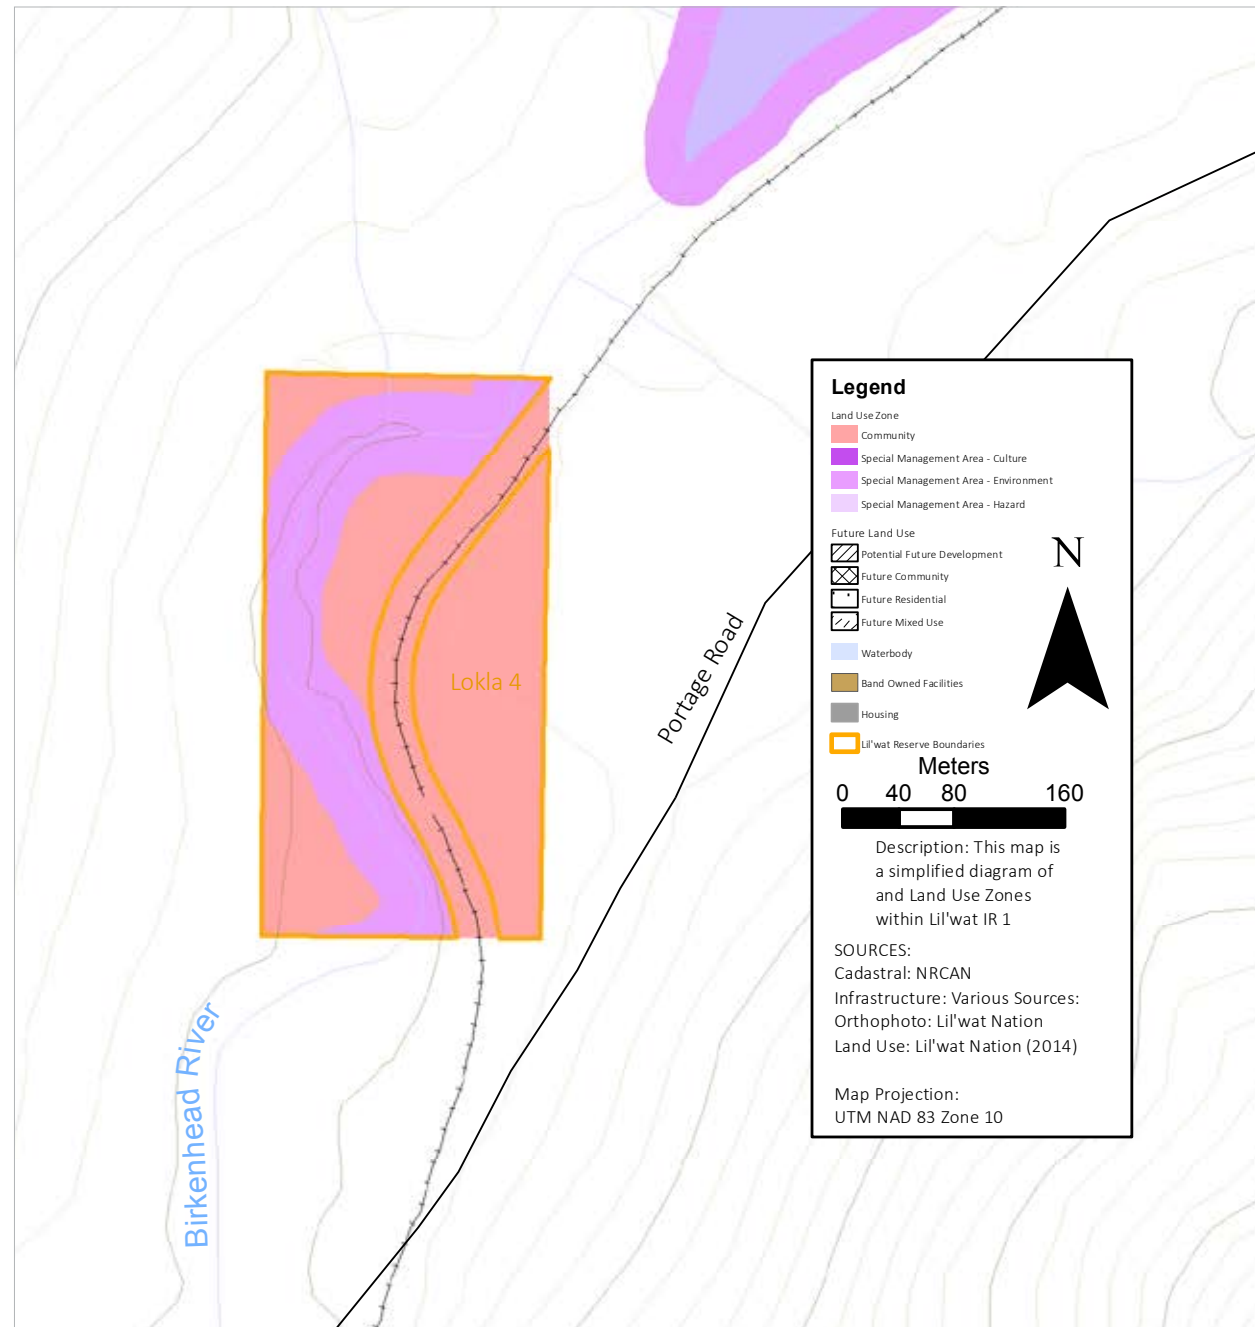 Legend
Land Use Zone
Community
Special Management Area - Culture
Special Management Area - Environment
Special Management Area - Hazard
Future Land Use
Potential Future Development
Future Community
Future Residential
Future Mixed Use
Waterbody
Band Owned Facilities
Housing
Lil'wat Reserve Boundaries
N
Meters
0 40 80 160
Description: This map is
a simplified diagram of
and Land Use Zones
within Lil'wat IR 1
SOURCES:
Cadastral: NRCAN
Infrastructure: Various Sources:
Orthophoto: Lil'wat Nation
Land Use: Lil'wat Nation (2014)
Map Projection:
UTM NAD 83 Zone 10
Lokla 4
Portage Road
Birkenhead River